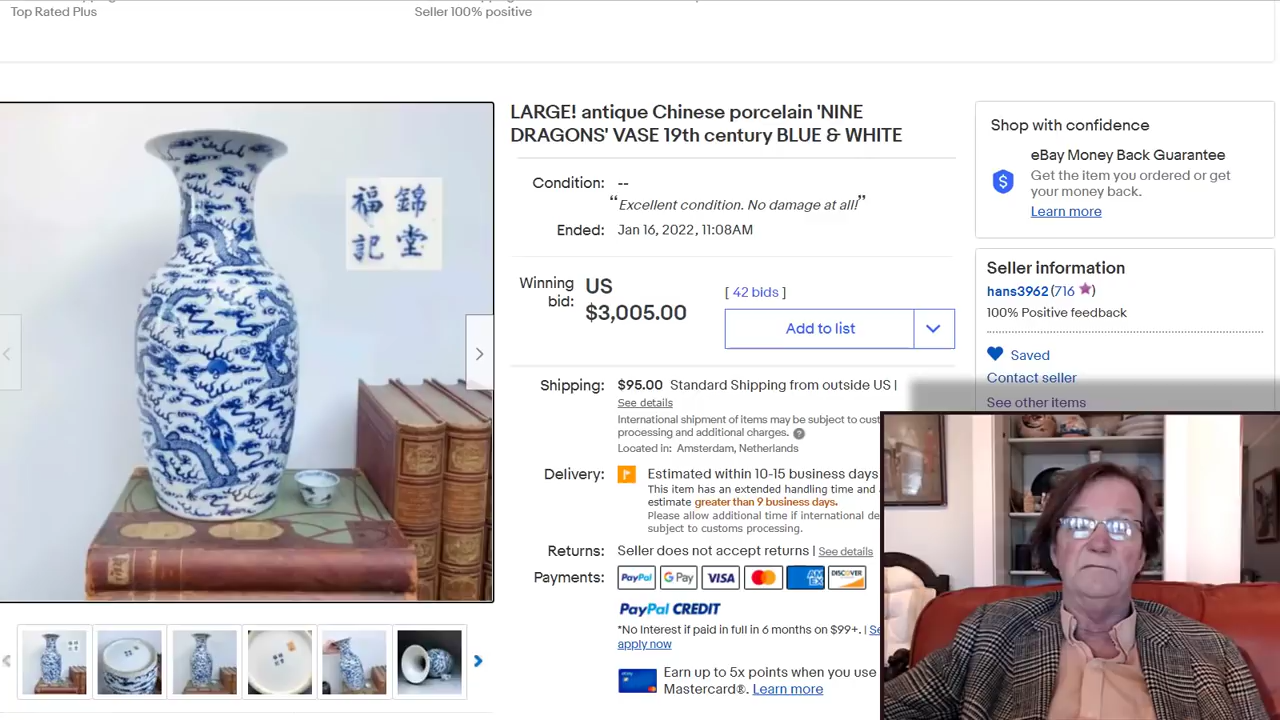 Top Rated Plus
Seller 100% positive
福 錦
記 堂
LARGE! antique Chinese porcelain 'NINE
DRAGONS' VASE 19th century BLUE & WHITE
Condition: --
“Excellent condition. No damage at all!”
Ended: Jan 16, 2022, 11:08AM
Winning
bid:
US
$3,005.00
[ 42 bids ]
Add to list
Shipping: $95.00 Standard Shipping from outside US |
See details
International shipment of items may be subject to cust
processing and additional charges. ?
Located in: Amsterdam, Netherlands
Delivery: Estimated within 10-15 business days
This item has an extended handling time and
estimate greater than 9 business days.
Please allow additional time if international de
subject to customs processing.
Returns: Seller does not accept returns | See details
Payments: PayPal G Pay VISA AM EX DISCOVER
PayPal CREDIT
*No Interest if paid in full in 6 months on $99+. | Se
apply now
Earn up to 5x points when you use
Mastercard®. Learn more
Shop with confidence
eBay Money Back Guarantee
Get the item you ordered or get
your money back.
Learn more
Seller information
hans3962 (716 )
100% Positive feedback
Saved
Contact seller
See other items